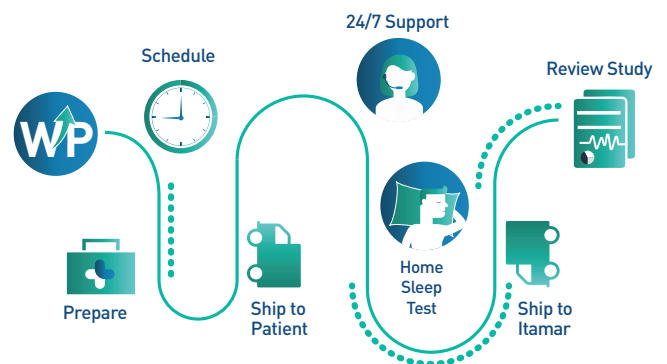 24/7 Support
Schedule
Review Study
WP
Home
Sleep
Test
Prepare
Ship to
Patient
Ship to
Itamar